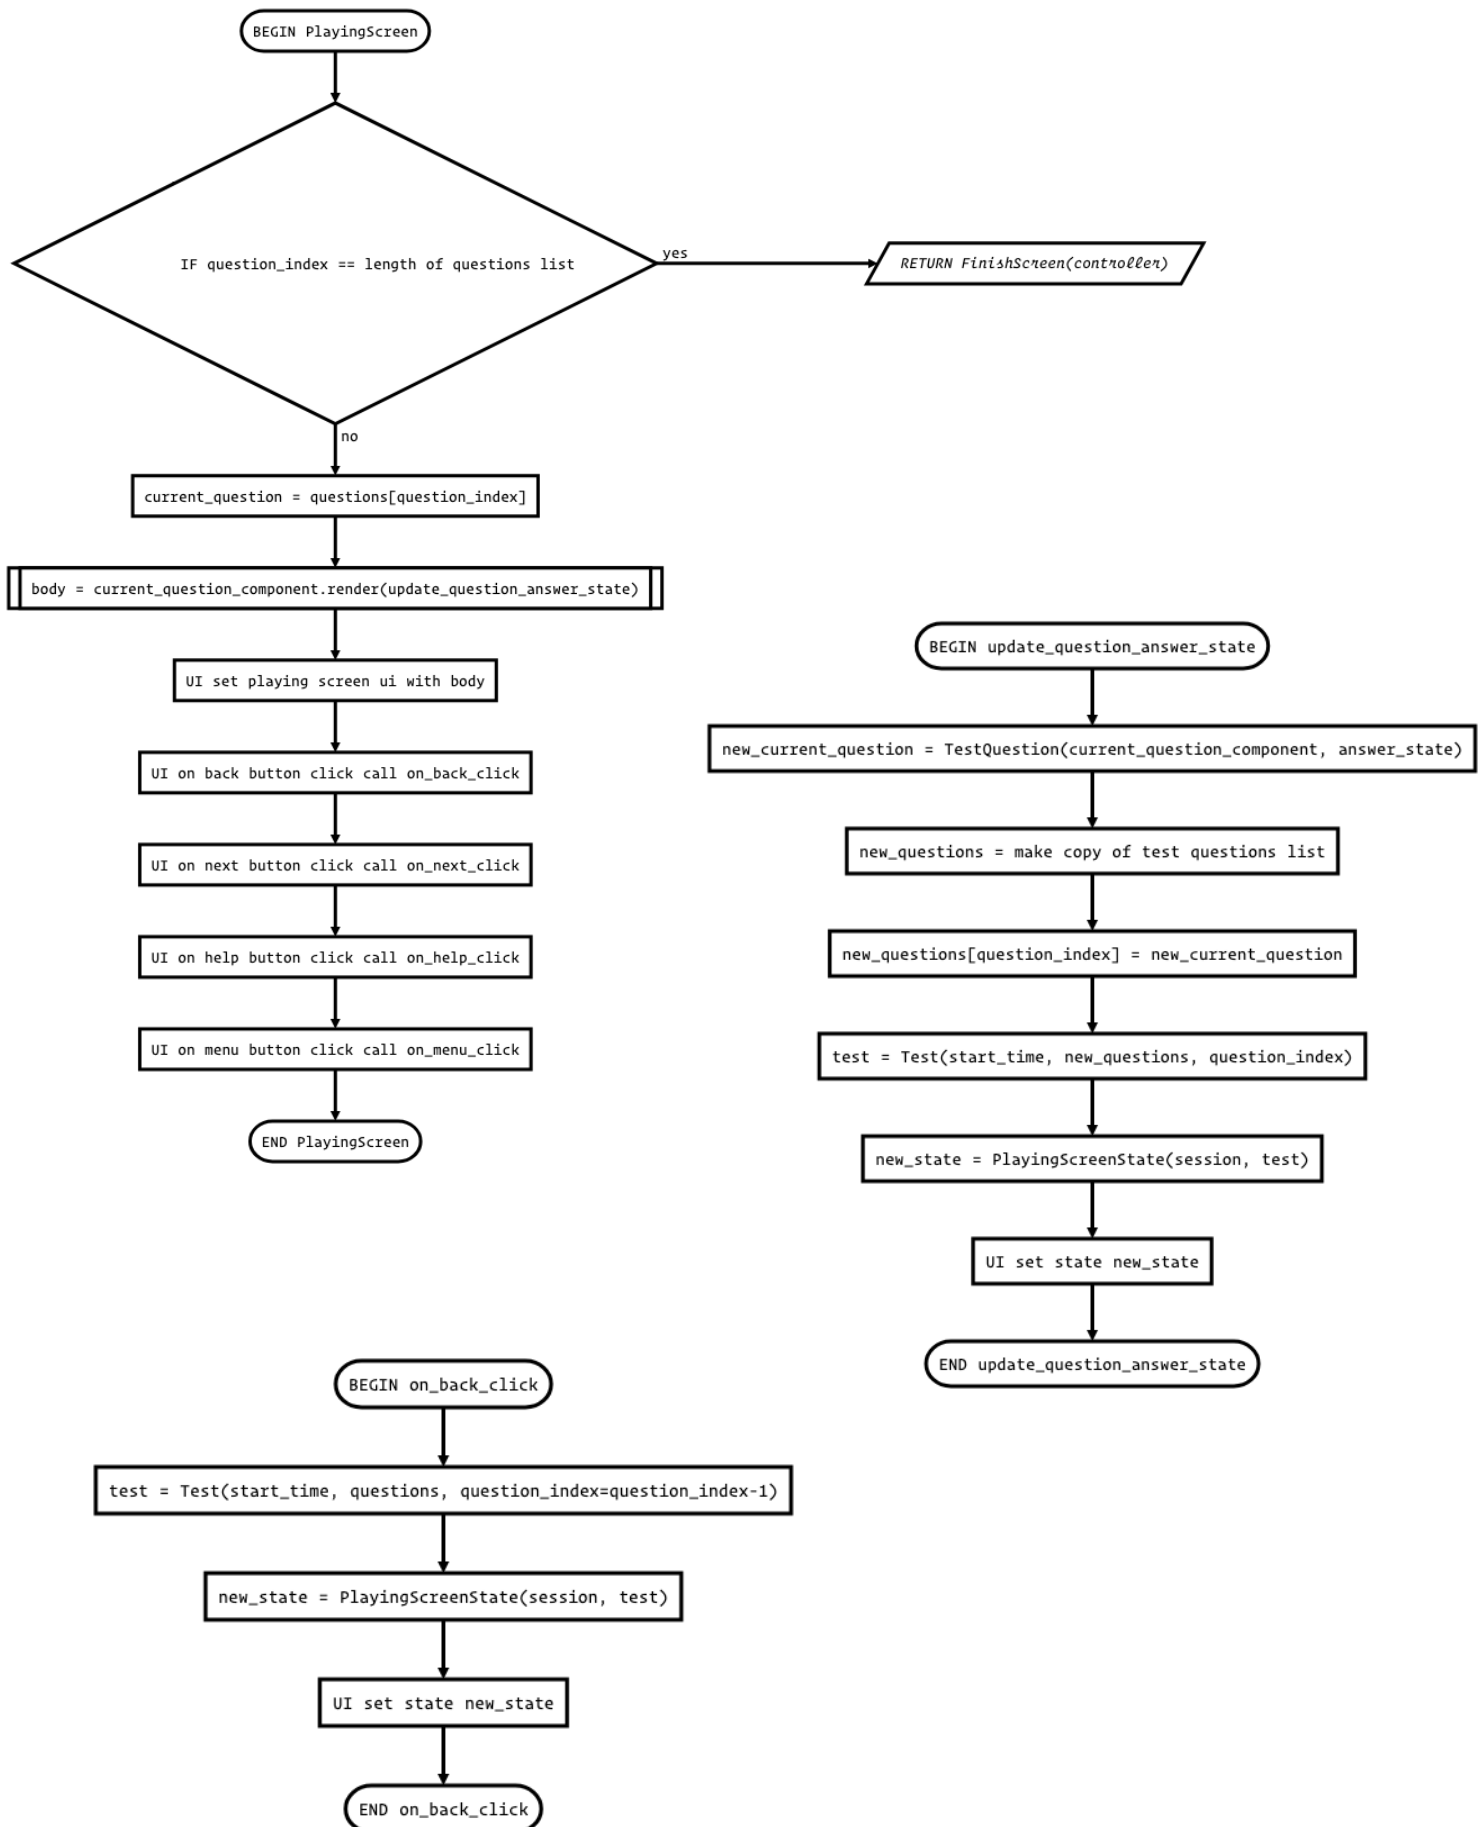 BEGIN PlayingScreen
IF question_index == length of questions list
yes
RETURN FinishScreen(controller)
no
current_question = questions[question_index]
body = current_question_component.render(update_question_answer_state)
UI set playing screen ui with body
UI on back button click call on_back_click
UI on next button click call on_next_click
UI on help button click call on_help_click
UI on menu button click call on_menu_click
END PlayingScreen
BEGIN update_question_answer_state
new_current_question = TestQuestion(current_question_component, answer_state)
new_questions = make copy of test questions list
new_questions[question_index] = new_current_question
test = Test(start_time, new_questions, question_index)
new_state = PlayingScreenState(session, test)
UI set state new_state
END update_question_answer_state
BEGIN on_back_click
test = Test(start_time, questions, question_index=question_index-1)
new_state = PlayingScreenState(session, test)
UI set state new_state
END on_back_click